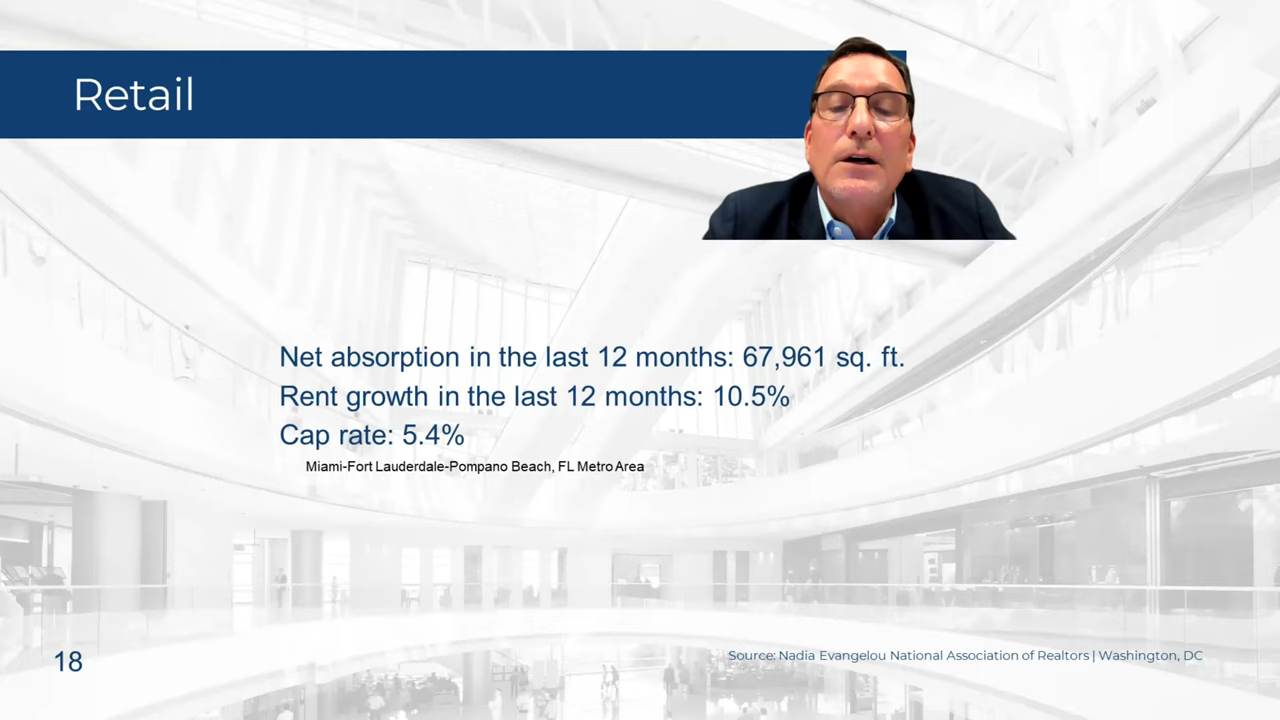 Retail
Net absorption in the last 12 months: 67,961 sq. ft.
Rent growth in the last 12 months: 10.5%
Cap rate: 5.4%
Miami-Fort Lauderdale-Pompano Beach, FL Metro Area
18
Source: Nadia Evangelou National Association of Realtors | Washington, DC